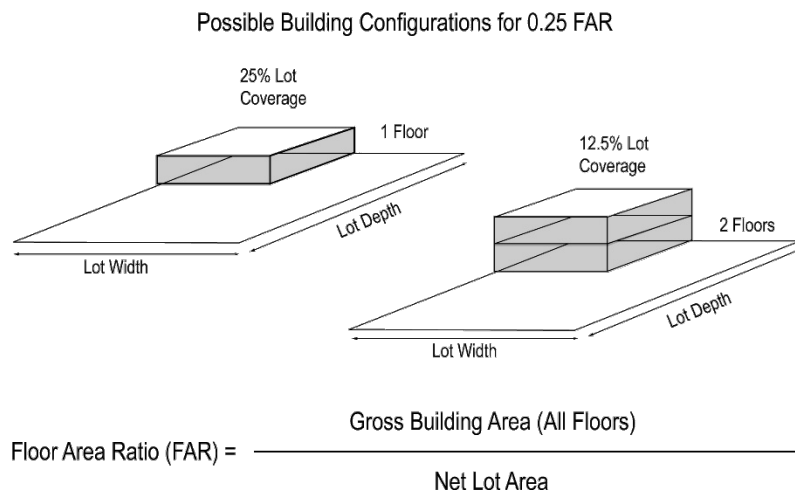 Possible Building Configurations for 0.25 FAR
25% Lot
Coverage
1 Floor
Lot Depth
Lot Width
12.5% Lot
Coverage
2 Floors
Lot Depth
Lot Width
Gross Building Area (All Floors)
Floor Area Ratio (FAR) =
Net Lot Area